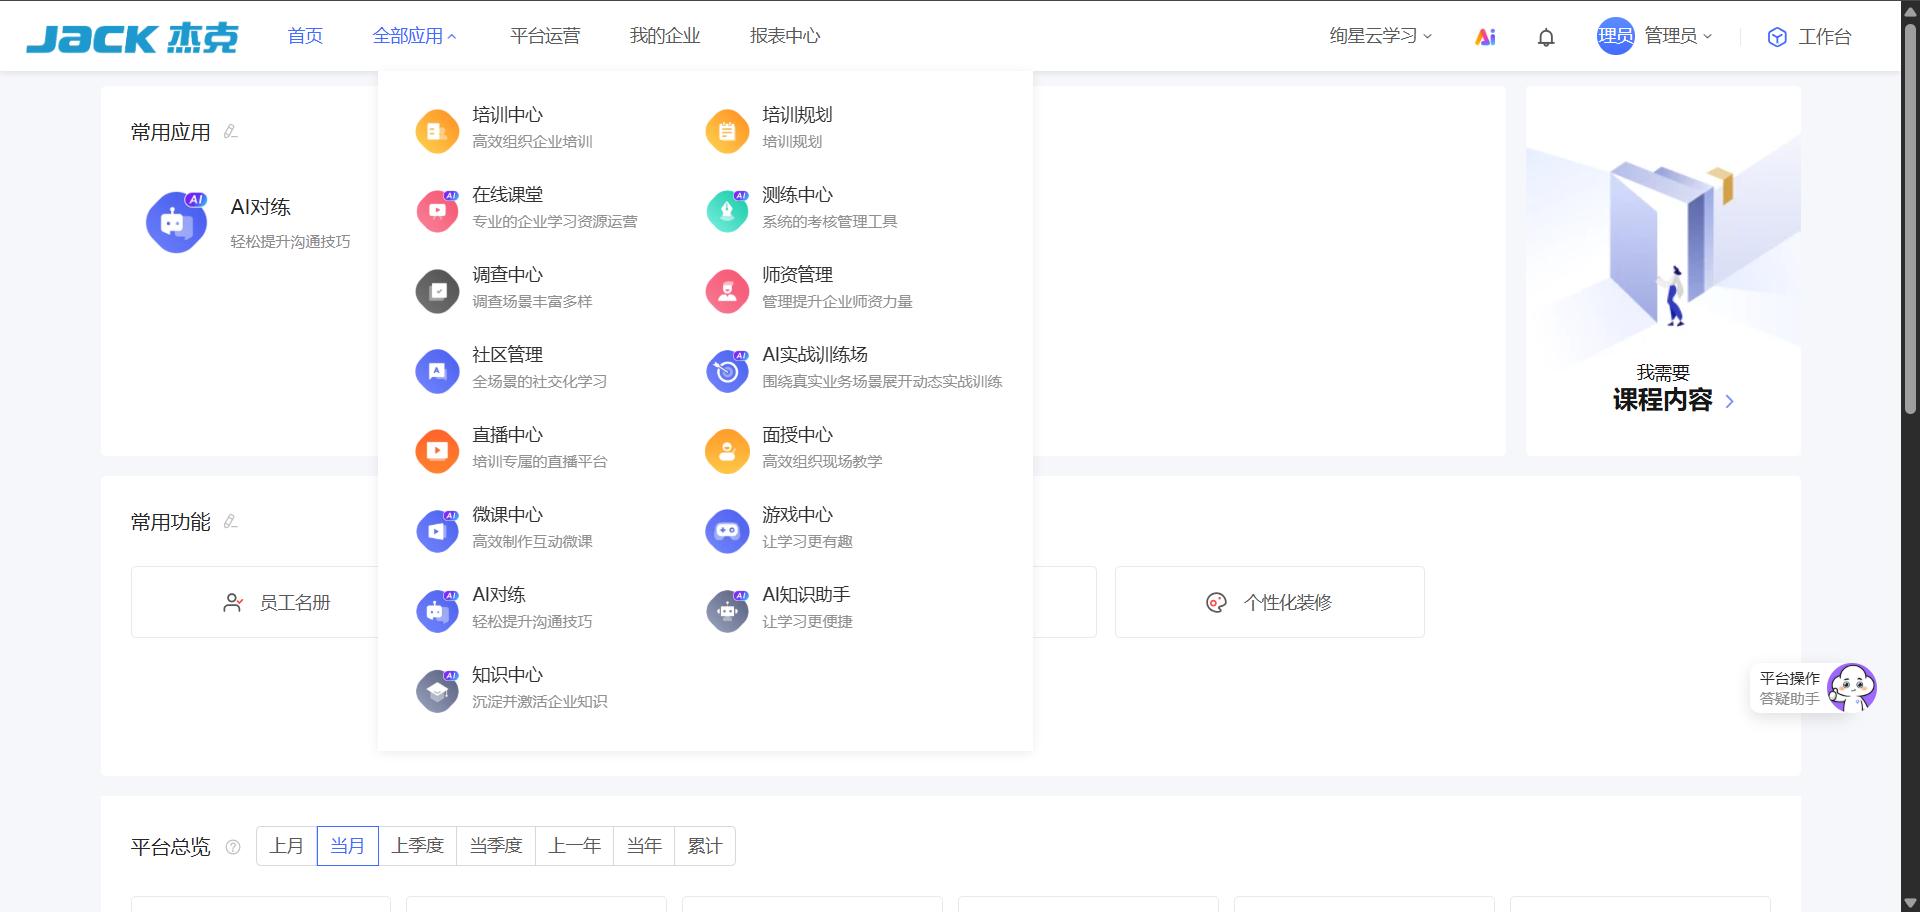 JACK 杰克
首页
全部应用
平台运营
我的企业
报表中心
绚星云学习
Ai
理员
管理员
工作台
常用应用
AI
AI对练
轻松提升沟通技巧
培训中心
高效组织企业培训
培训规划
培训规划
AI
在线课堂
专业的企业学习资源运营
AI
测练中心
系统的考核管理工具
调查中心
调查场景丰富多样
师资管理
管理提升企业师资力量
A
社区管理
全场景的社交化学习
AI
AI实战训练场
围绕真实业务场景展开动态实战训练
直播中心
培训专属的直播平台
面授中心
高效组织现场教学
AI
微课中心
高效制作互动微课
游戏中心
让学习更有趣
AI
AI对练
轻松提升沟通技巧
AI
AI知识助手
让学习更便捷
AI
知识中心
沉淀并激活企业知识
我需要
课程内容
常用功能
员工名册
个性化装修
平台操作
答疑助手
平台总览
?
上月
当月
上季度
当季度
上一年
当年
累计